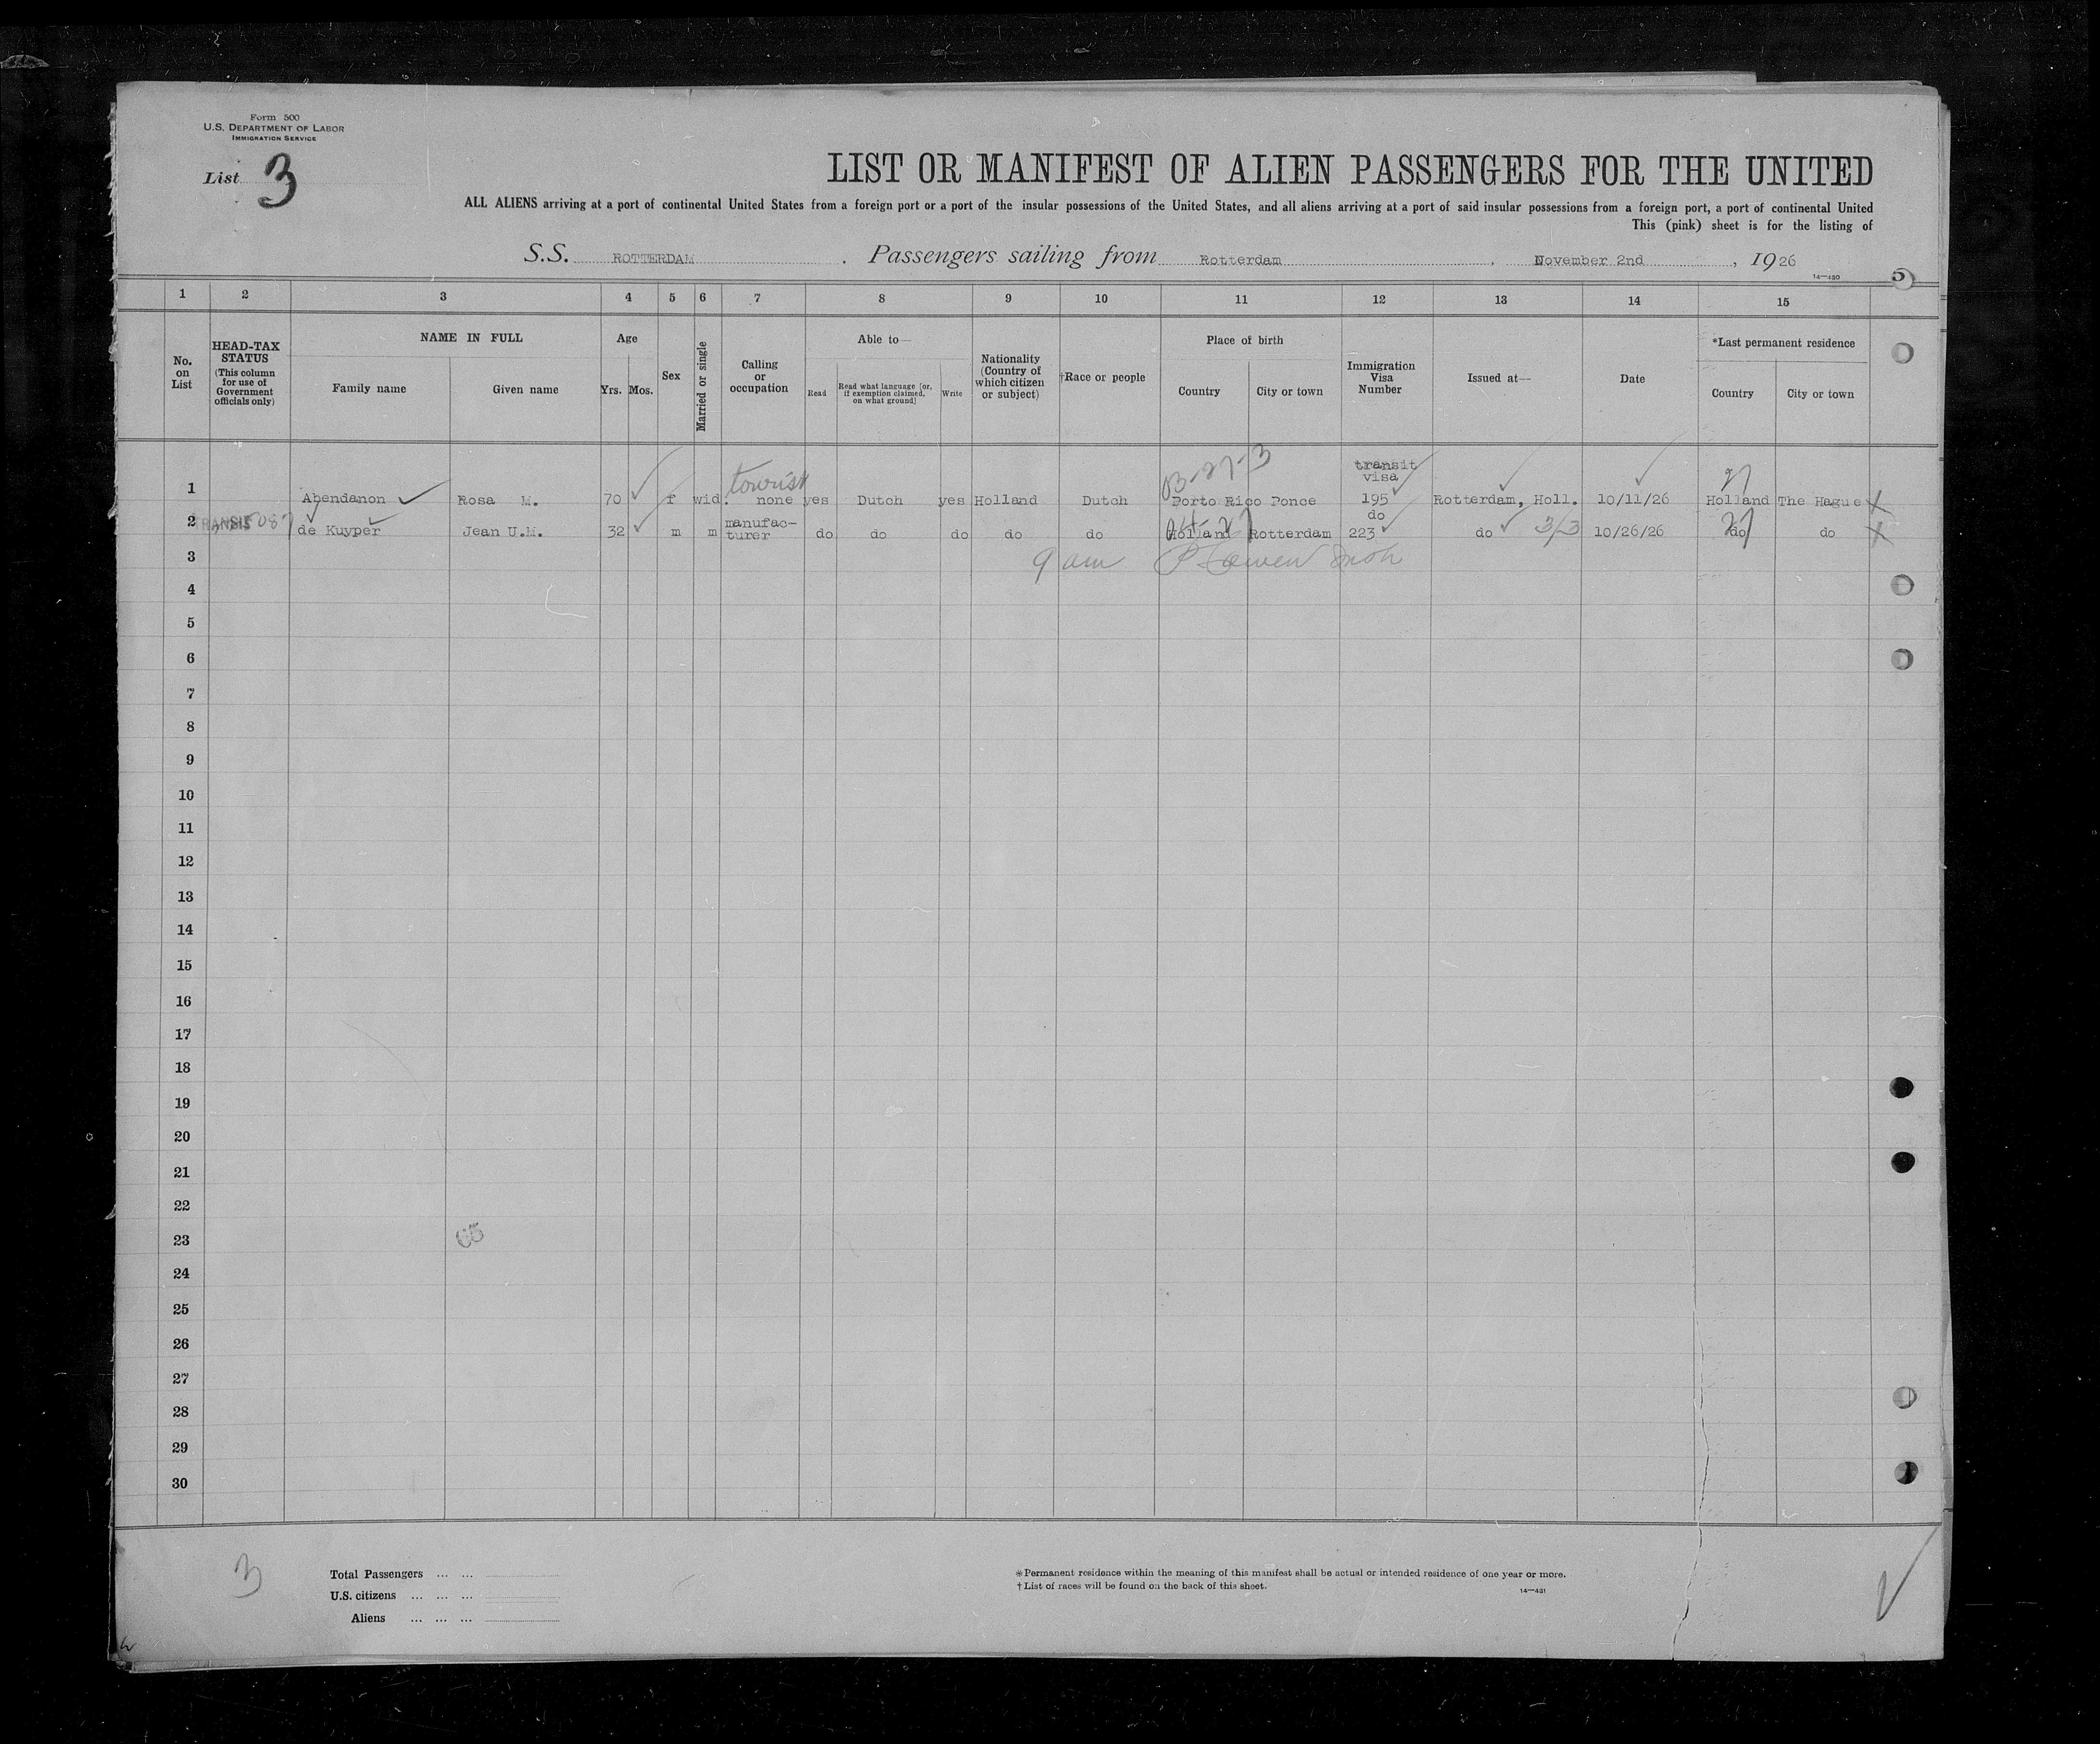 Form 500
U.S. DEPARTMENT OF LABOR
IMMIGRATION SERVICE
List 3
LIST OR MANIFEST OF ALIEN PASSENGERS FOR THE UNITED
ALL ALIENS arriving at a port of continental United States from a foreign port or a port of the insular possessions of the United States, and all aliens arriving at a port of said insular possessions from a foreign port, a port of continental United
This (pink) sheet is for the listing of
S.S. ROTTERDAM . Passengers sailing from Rotterdam , November 2nd , 1926
14—430
5
1 2 3 4 5 6 7 8 9 10 11 12 13 14 15
No. on List
HEAD-TAX STATUS (This column for use of Government officials only)
NAME IN FULL
Family name
Given name
Age
Yrs. Mos.
Sex
Married or single
Calling or occupation
Able to—
Read
Read what language [or, if exemption claimed, on what ground]
Write
Nationality (Country of which citizen or subject)
†Race or people
Place of birth
Country
City or town
Immigration Visa Number
Issued at—
Date
*Last permanent residence
Country
City or town
03-27-3
tourist
transit visa
27
1 Abendanon Rosa M. 70 f wid. none yes Dutch yes Holland Dutch Porto Rico Ponce 195 Rotterdam, Holl. 10/11/26 Holland The Hague X
2 TRANSIT de Kuyper Jean U.M. 32 m m manufacturer do do do do do Holland Rotterdam do 223 do 3/3 10/26/26 do do X
3 9 am
4
5
6
7
8
9
10
11
12
13
14
15
16
17
18
19
20
21
22
23
65
24
25
26
27
28
29
30
3
Total Passengers ... ...
U.S. citizens ... ... ...
Aliens ... ... ...
*Permanent residence within the meaning of this manifest shall be actual or intended residence of one year or more.
†List of races will be found on the back of this sheet.
14—431